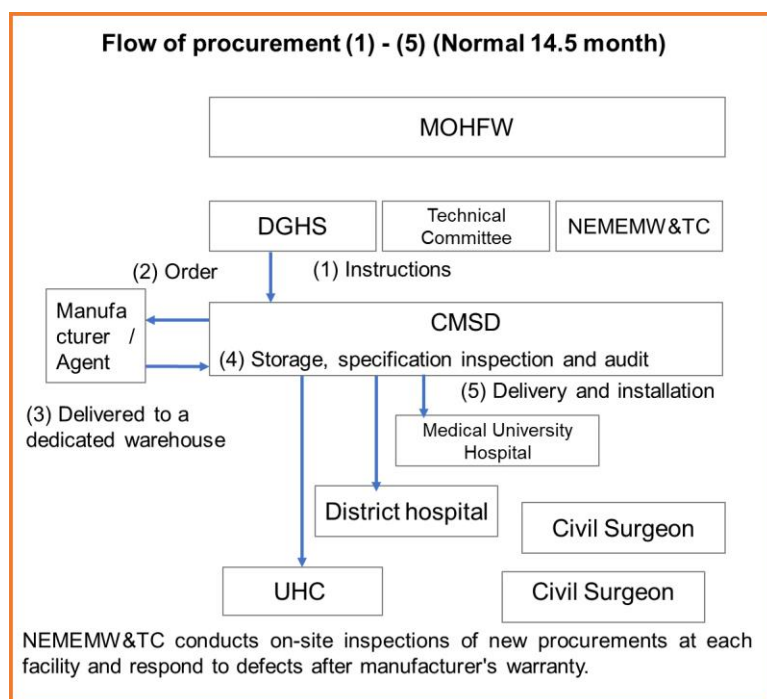 Flow of procurement (1) - (5) (Normal 14.5 month)
MOHFW
DGHS
Technical
Committee
NEMEMW&TC
(2) Order
(1) Instructions
Manufa
cturer /
Agent
CMSD
(4) Storage, specification inspection and audit
(5) Delivery and installation
(3) Delivered to a
dedicated warehouse
Medical University
Hospital
District hospital
Civil Surgeon
UHC
Civil Surgeon
NEMEMW&TC conducts on-site inspections of new procurements at each
facility and respond to defects after manufacturer's warranty.